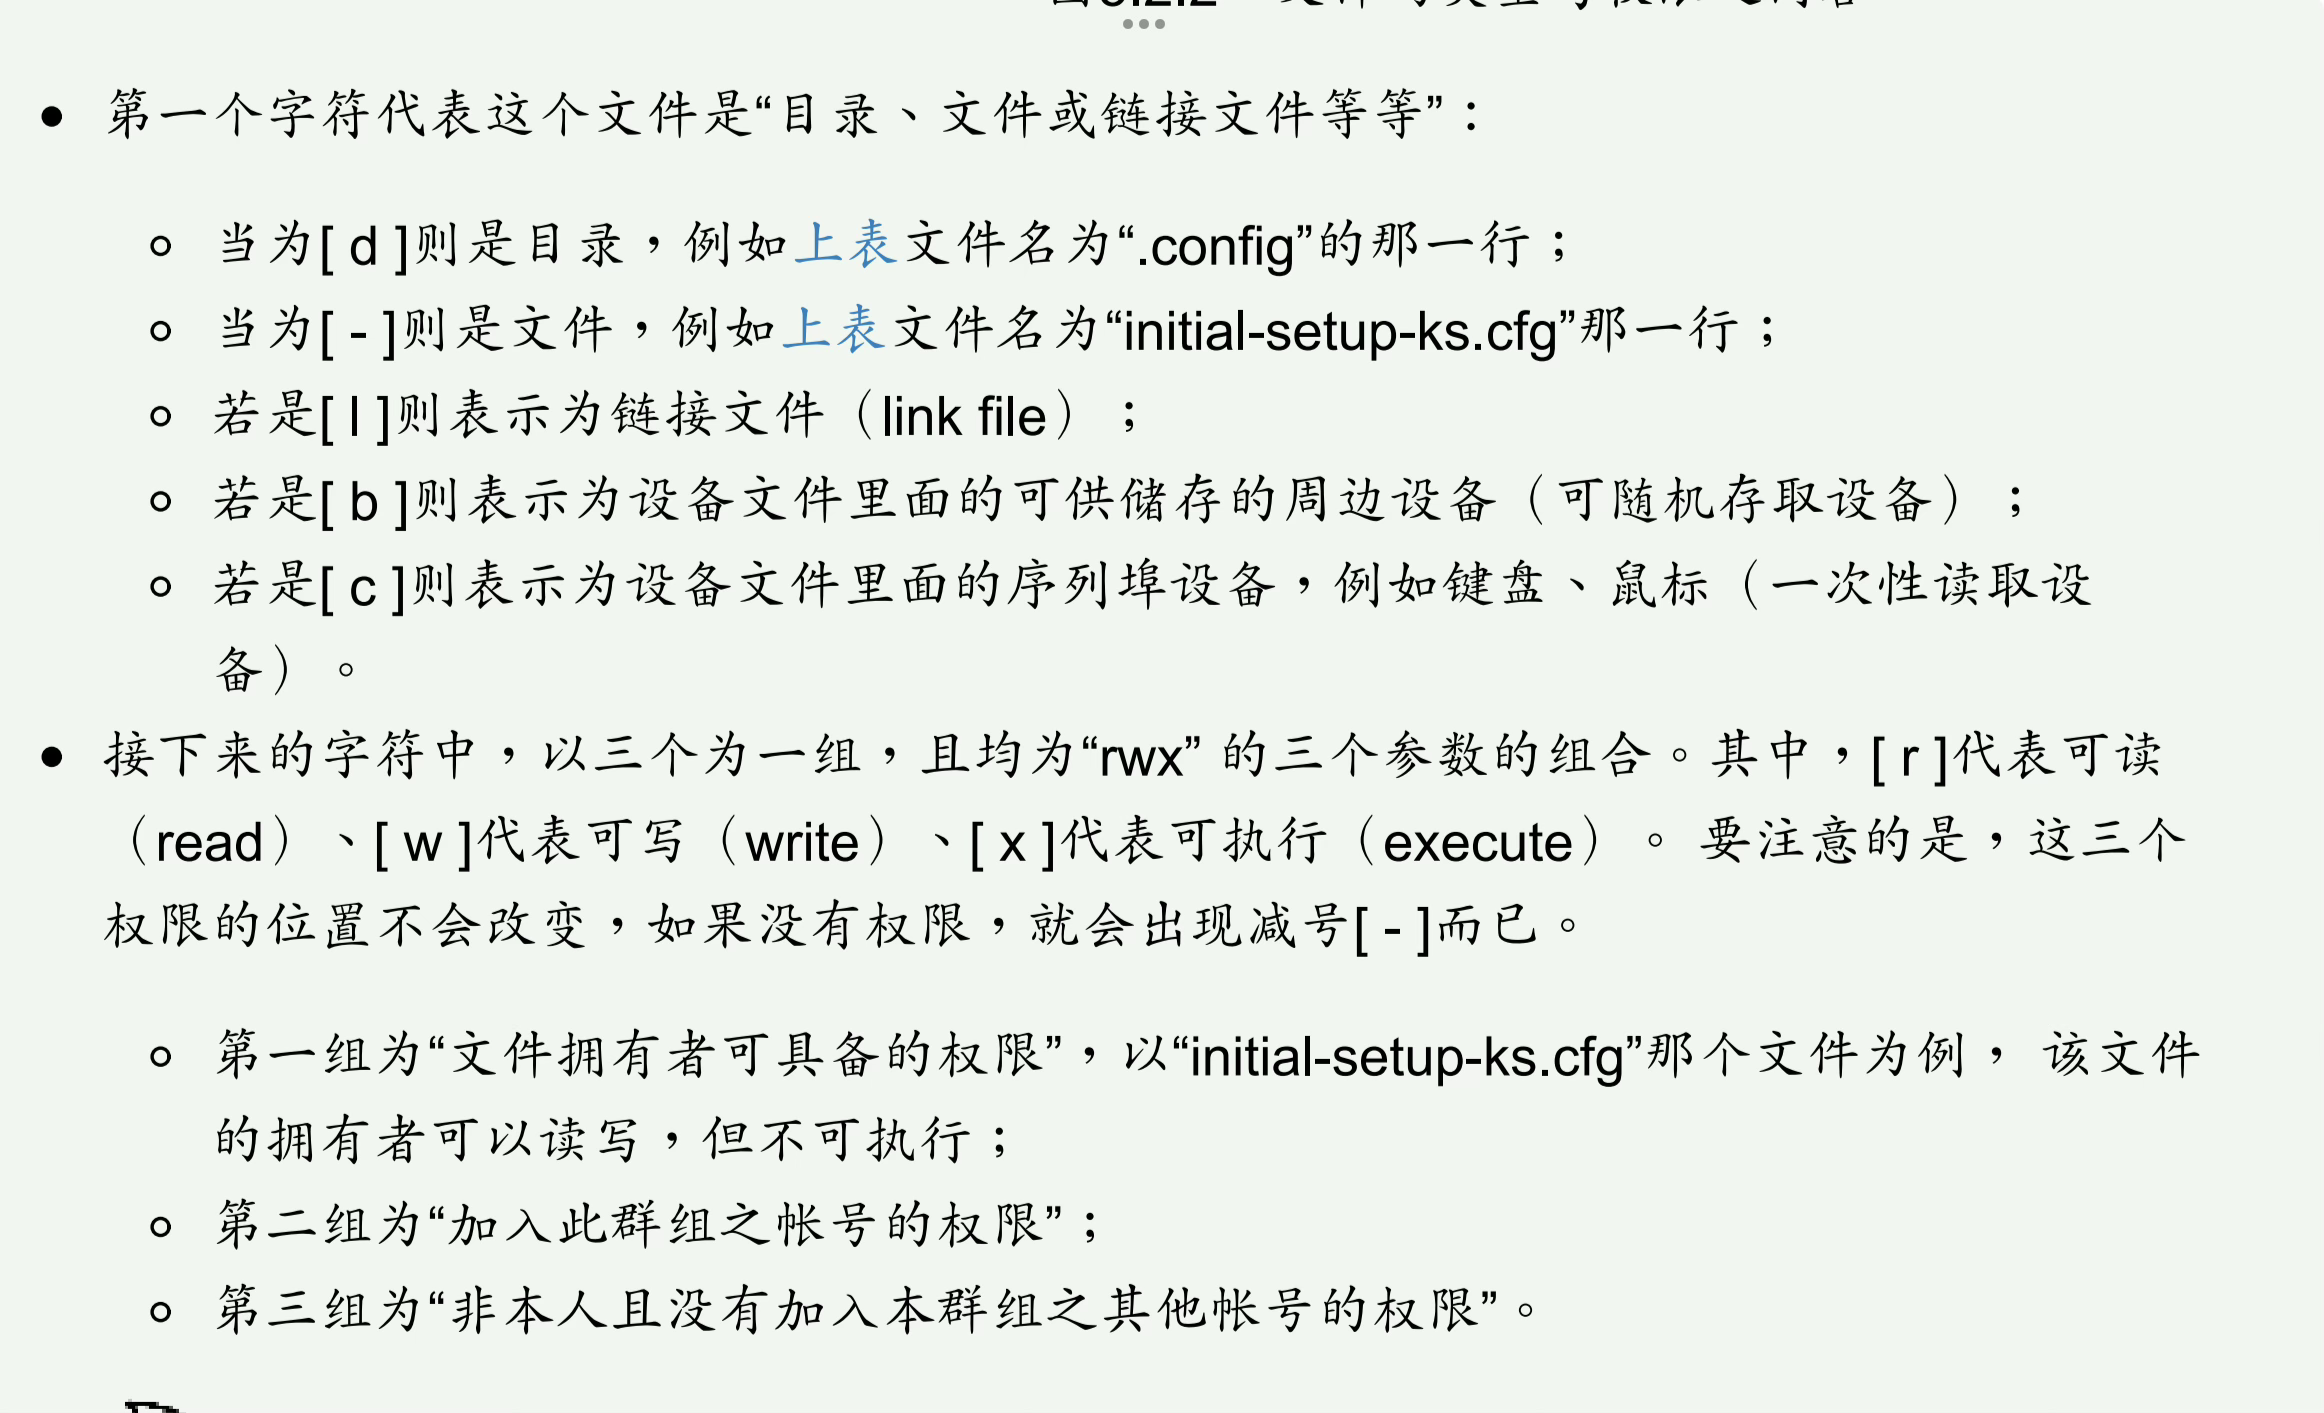 • 第一个字符代表这个文件是“目录、文件或链接文件等等”：
◦ 当为[ d ]则是目录，例如上表文件名为“.config”的那一行；
◦ 当为[ - ]则是文件，例如上表文件名为“initial-setup-ks.cfg”那一行；
◦ 若是[ l ]则表示为链接文件（link file）；
◦ 若是[ b ]则表示为设备文件里面的可供储存的周边设备（可随机存取设备）；
◦ 若是[ c ]则表示为设备文件里面的序列埠设备，例如键盘、鼠标（一次性读取设
备）。
• 接下来的字符中，以三个为一组，且均为“rwx” 的三个参数的组合。其中，[ r ]代表可读
（read）、[ w ]代表可写（write）、[ x ]代表可执行（execute）。 要注意的是，这三个
权限的位置不会改变，如果没有权限，就会出现减号[ - ]而已。
◦ 第一组为“文件拥有者可具备的权限”，以“initial-setup-ks.cfg”那个文件为例， 该文件
的拥有者可以读写，但不可执行；
◦ 第二组为“加入此群组之帐号的权限”；
◦ 第三组为“非本人且没有加入本群组之其他帐号的权限”。